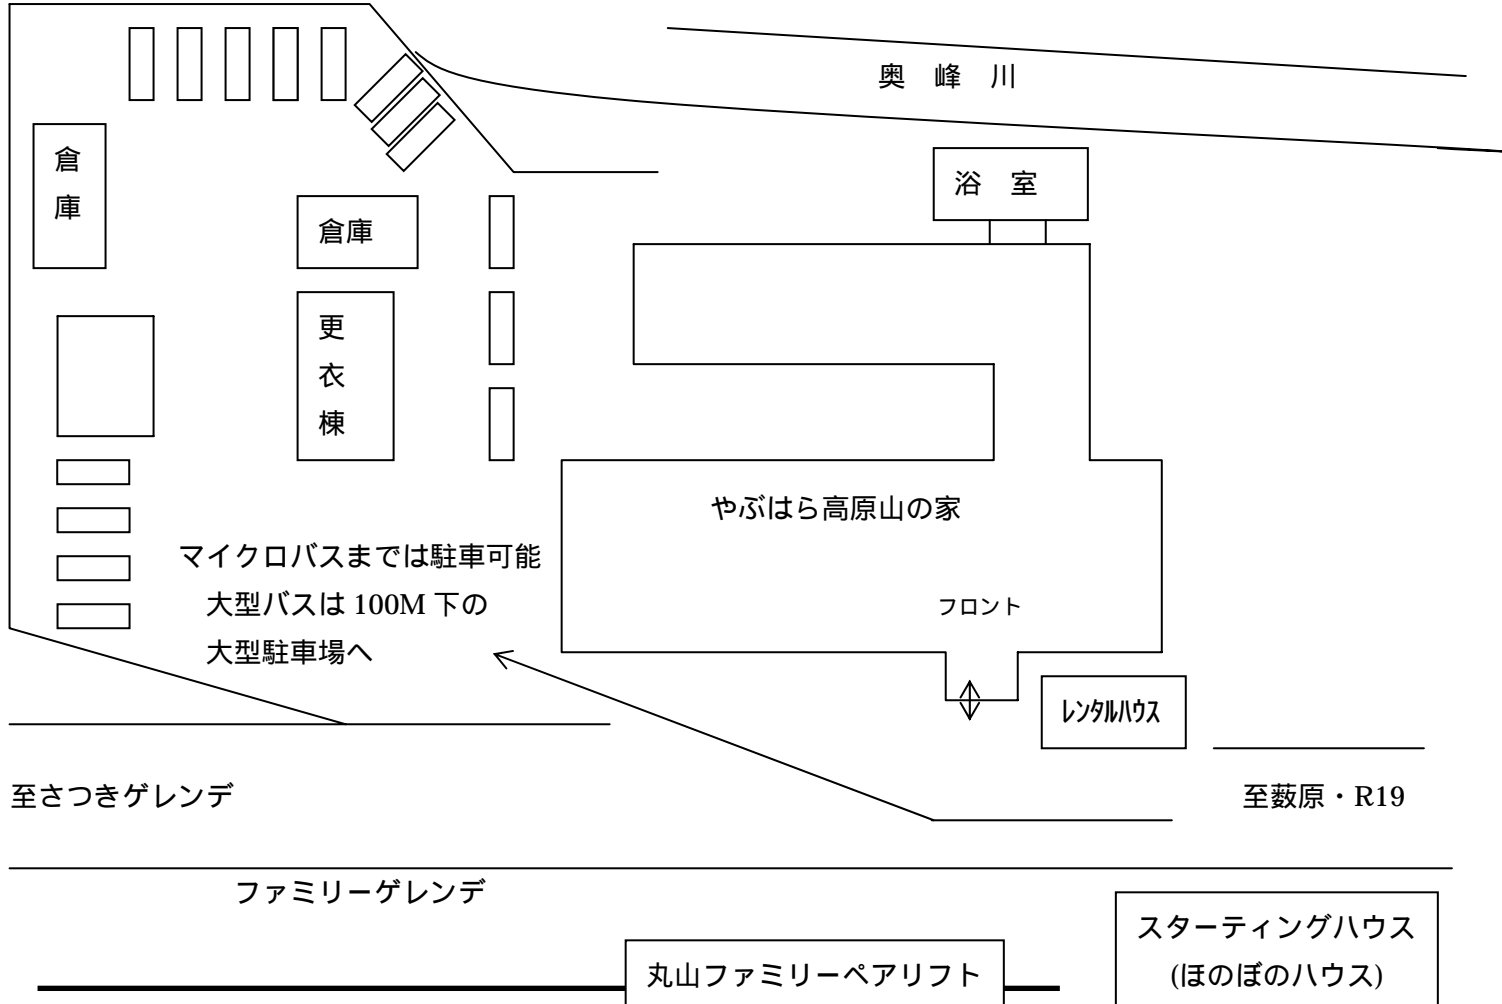 奥 峰 川
倉庫
浴 室
倉庫
更衣棟
やぶはら高原山の家
マイクロバスまでは駐車可能
大型バスは 100M 下の
大型駐車場へ
フロント
レンタルハウス
至さつきゲレンデ
至薮原・R19
ファミリーゲレンデ
スターティングハウス
(ほのぼのハウス)
丸山ファミリーペアリフト